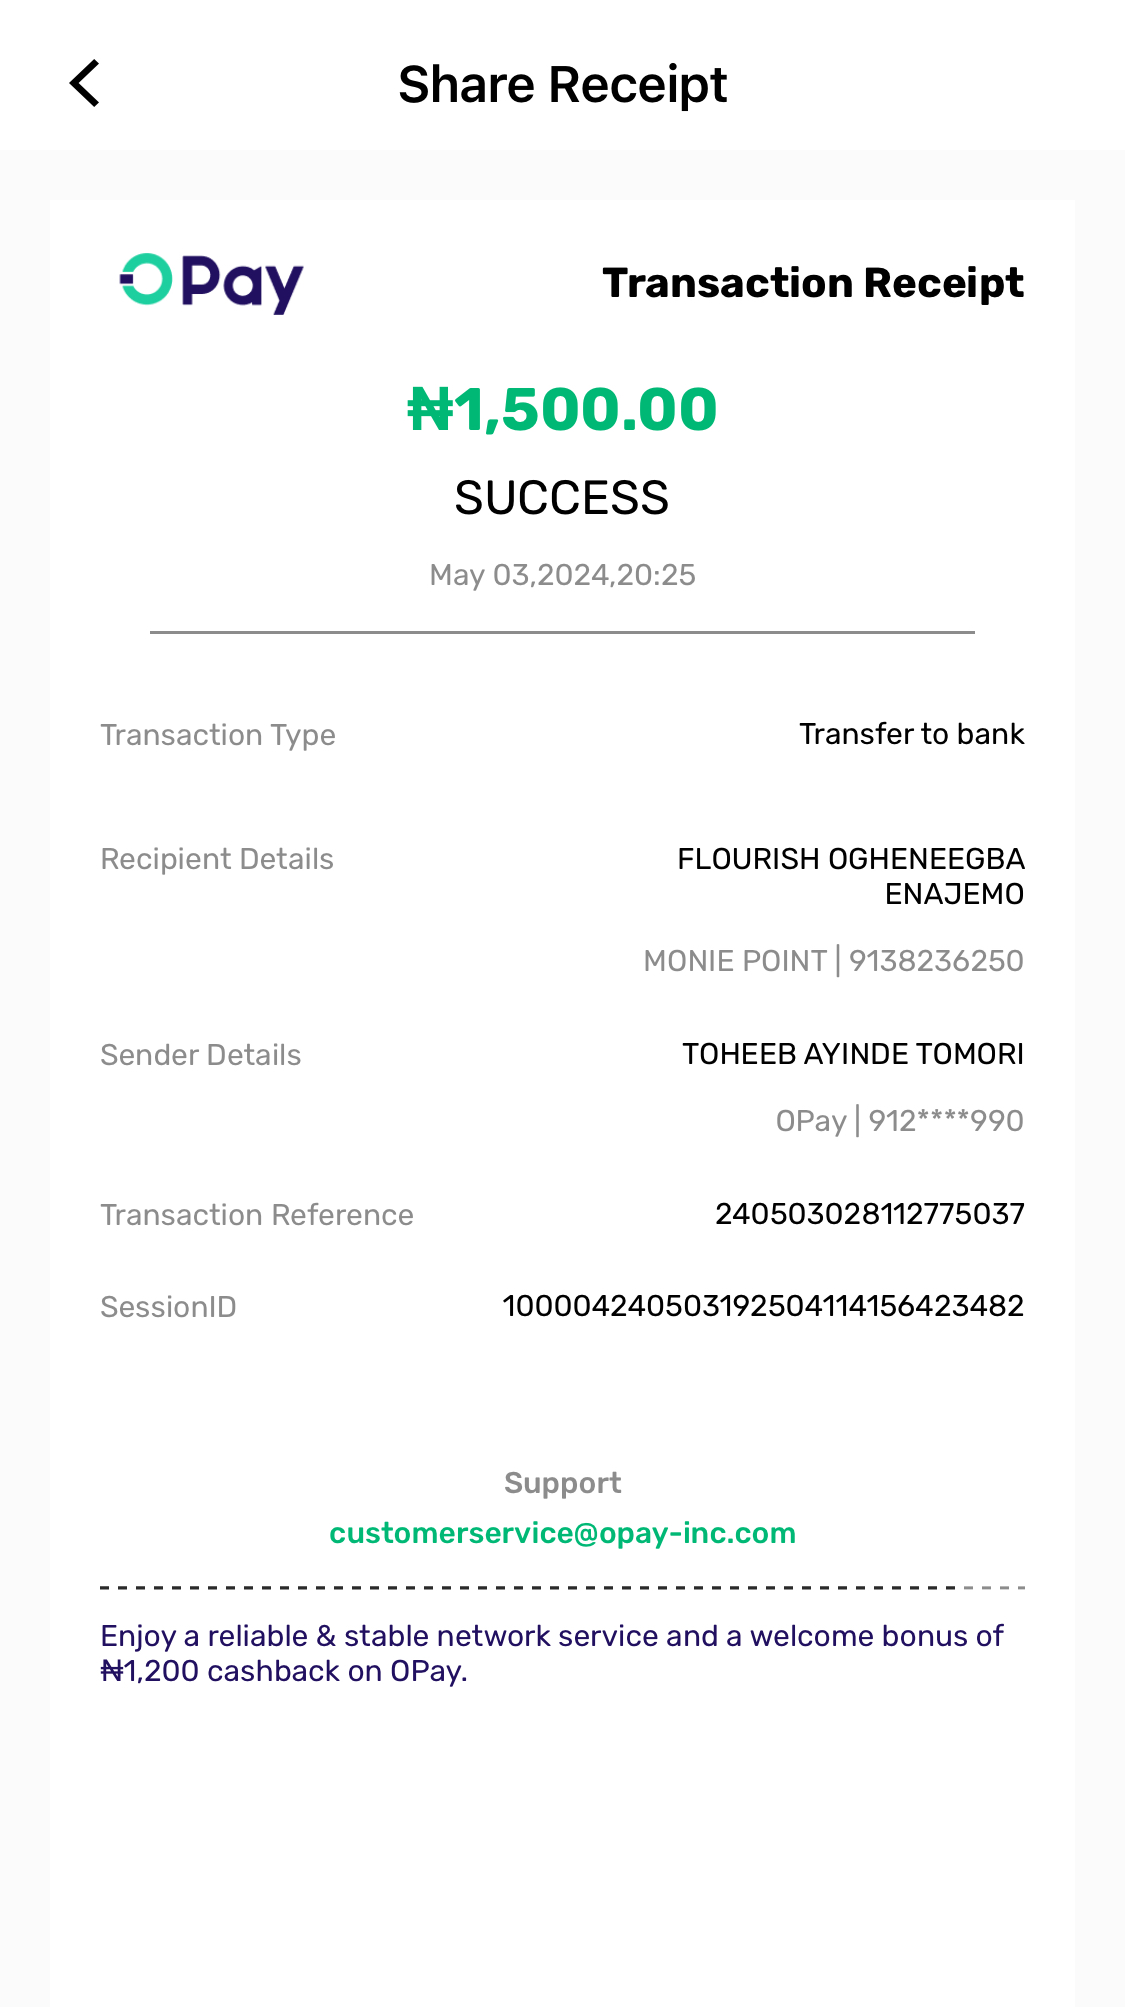 Share Receipt
OPay
Transaction Receipt
₦1,500.00
SUCCESS
May 03,2024,20:25
Transaction Type
Transfer to bank
Recipient Details
FLOURISH OGHENEEGBA
ENAJEMO
MONIE POINT | 9138236250
Sender Details
TOHEEB AYINDE TOMORI
OPay | 912****990
Transaction Reference
240503028112775037
SessionID
100004240503192504114156423482
Support
customerservice@opay-inc.com
Enjoy a reliable & stable network service and a welcome bonus of
₦1,200 cashback on OPay.